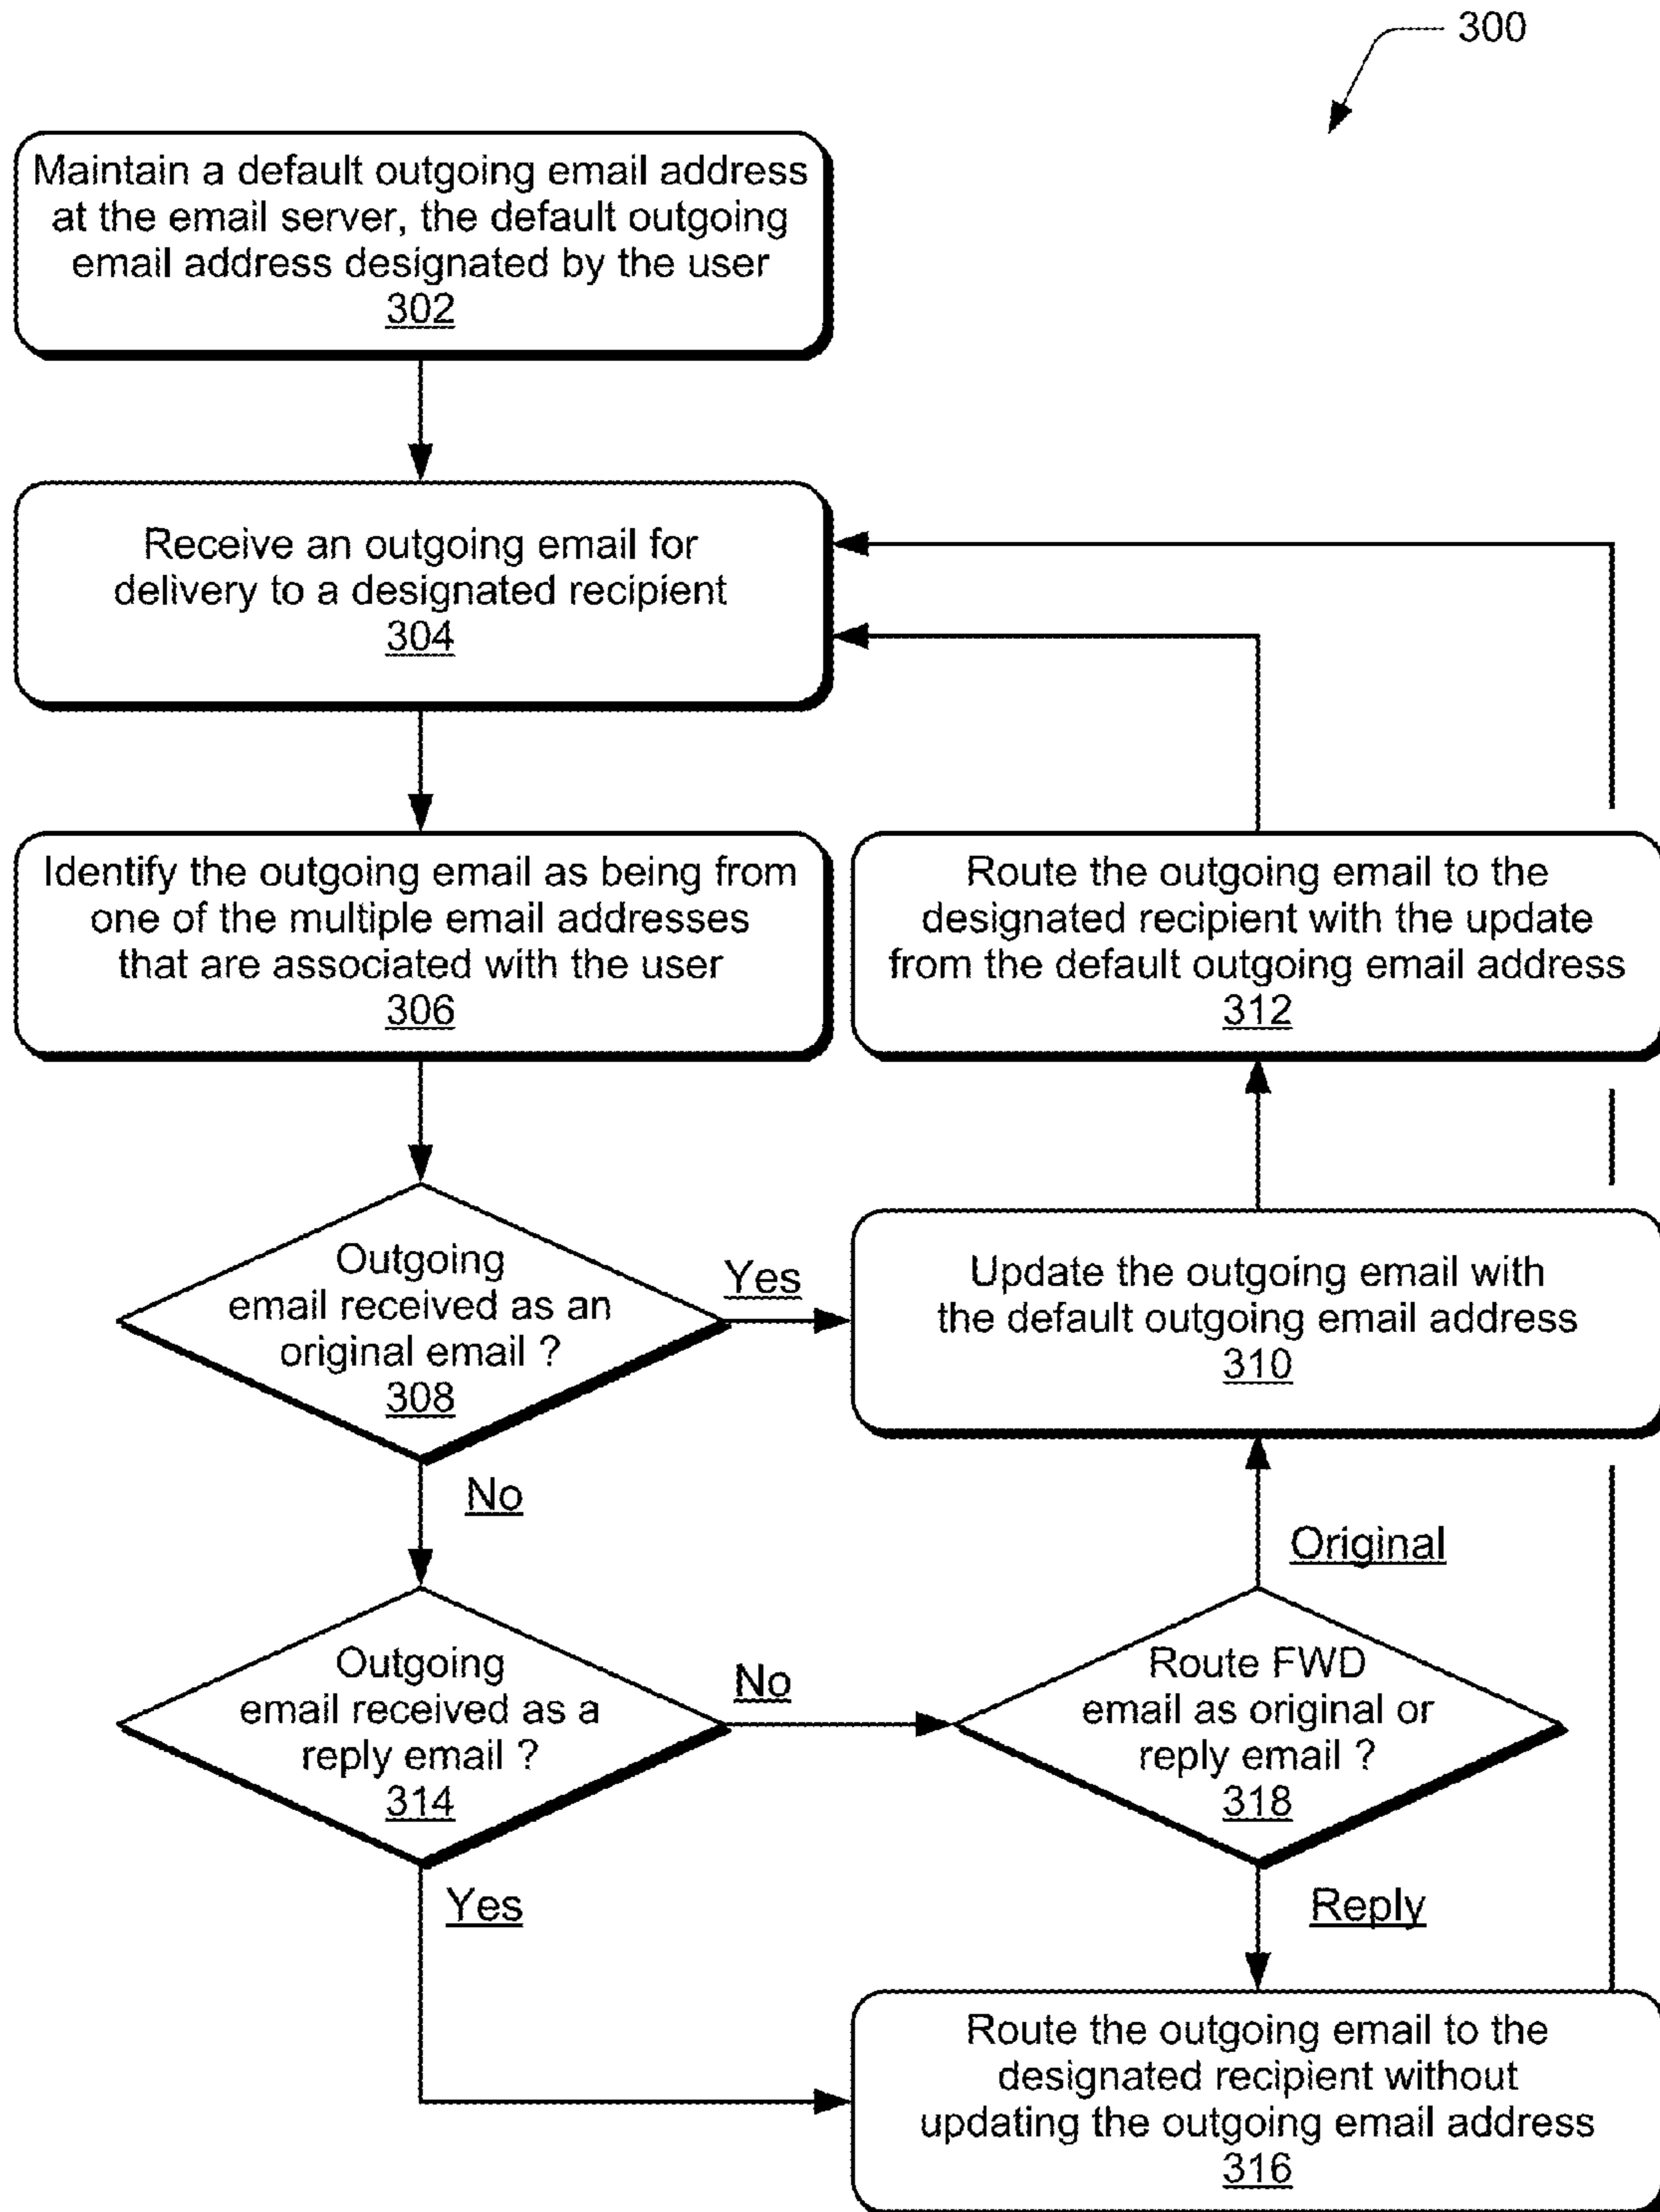 300
Maintain a default outgoing email address
at the email server, the default outgoing
email address designated by the user
302
Receive an outgoing email for
delivery to a designated recipient
304
Identify the outgoing email as being from
one of the multiple email addresses
that are associated with the user
306
Route the outgoing email to the
designated recipient with the update
from the default outgoing email address
312
Outgoing
email received as an
original email ?
308
Yes
No
Update the outgoing email with
the default outgoing email address
310
Original
Outgoing
email received as a
reply email ?
314
No
Yes
Route FWD
email as original or
reply email ?
318
Reply
Route the outgoing email to the
designated recipient without
updating the outgoing email address
316